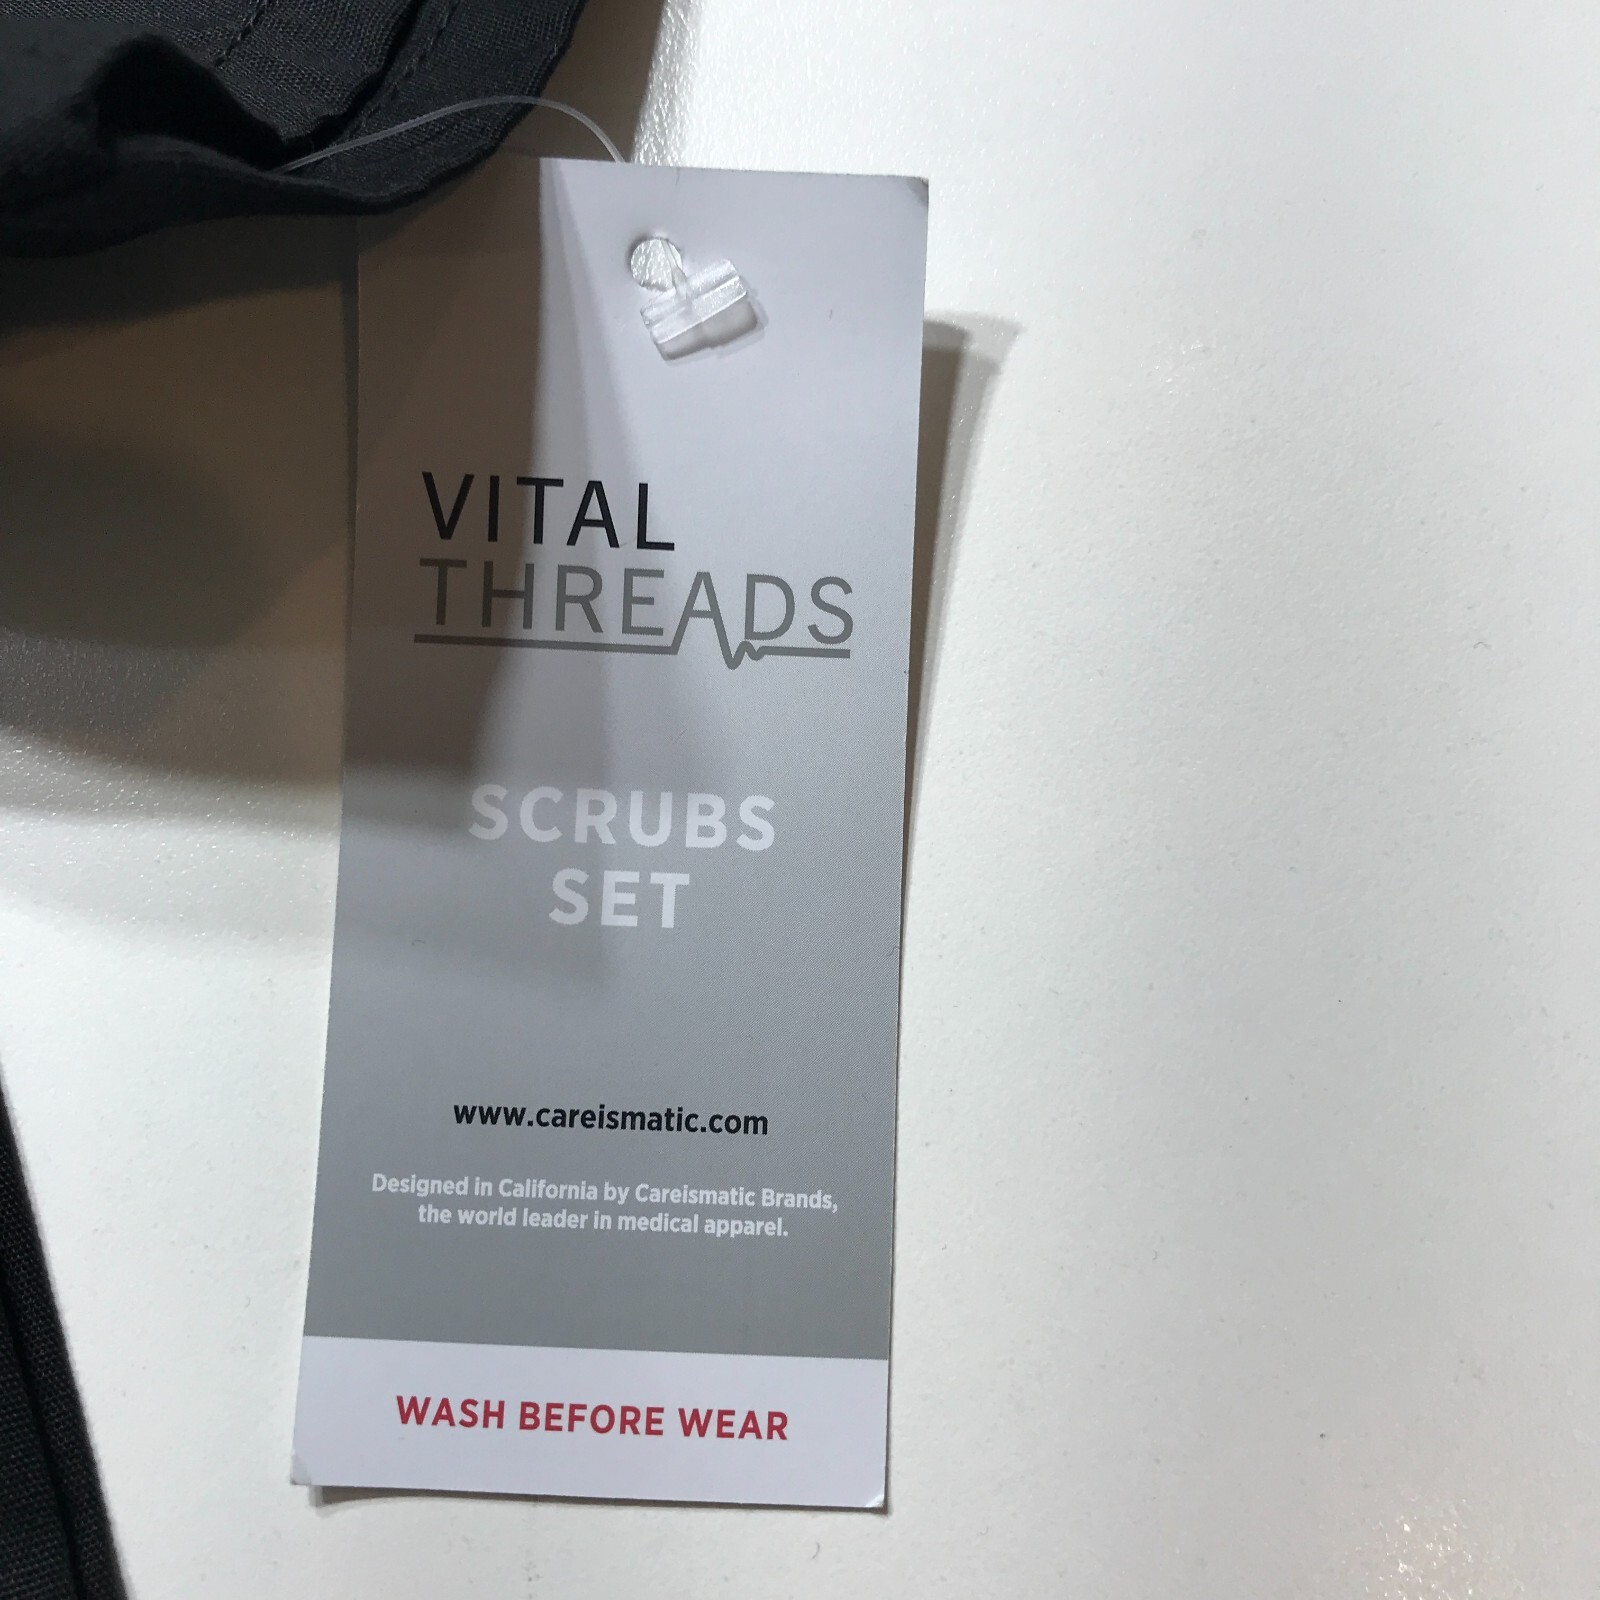 VITAL
THREADS
SCRUBS
SET
www.careismatic.com
Designed in California by Careismatic Brands,
the world leader in medical apparel.
WASH BEFORE WEAR